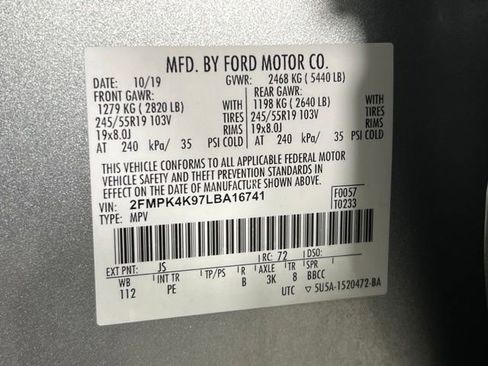 MFD. BY FORD MOTOR CO.
DATE: 10/19 GVWR: 2468 KG (5440 LB)
FRONT GAWR: REAR GAWR:
1279 KG (2820 LB) WITH 1198 KG (2640 LB) WITH
245/55R19 103V TIRES 245/55R19 103V TIRES
19x8.0J RIMS 19x8.0J RIMS
AT 240 kPa/ 35 PSI COLD AT 240 kPa/ 35 PSI COLD
THIS VEHICLE CONFORMS TO ALL APPLICABLE FEDERAL MOTOR
VEHICLE SAFETY AND THEFT PREVENTION STANDARDS IN
EFFECT ON THE DATE OF MANUFACTURE SHOWN ABOVE.
VIN: 2FMPK4K97LBA16741 F0057
TYPE: MPV T0233
EXT PNT: JS RC: 72 DSO:
WB INT TR TP/PS R AXLE TR SPR
112 PE B 3K 8 BBCC
UTC ▽ 5U5A-1520472-BA